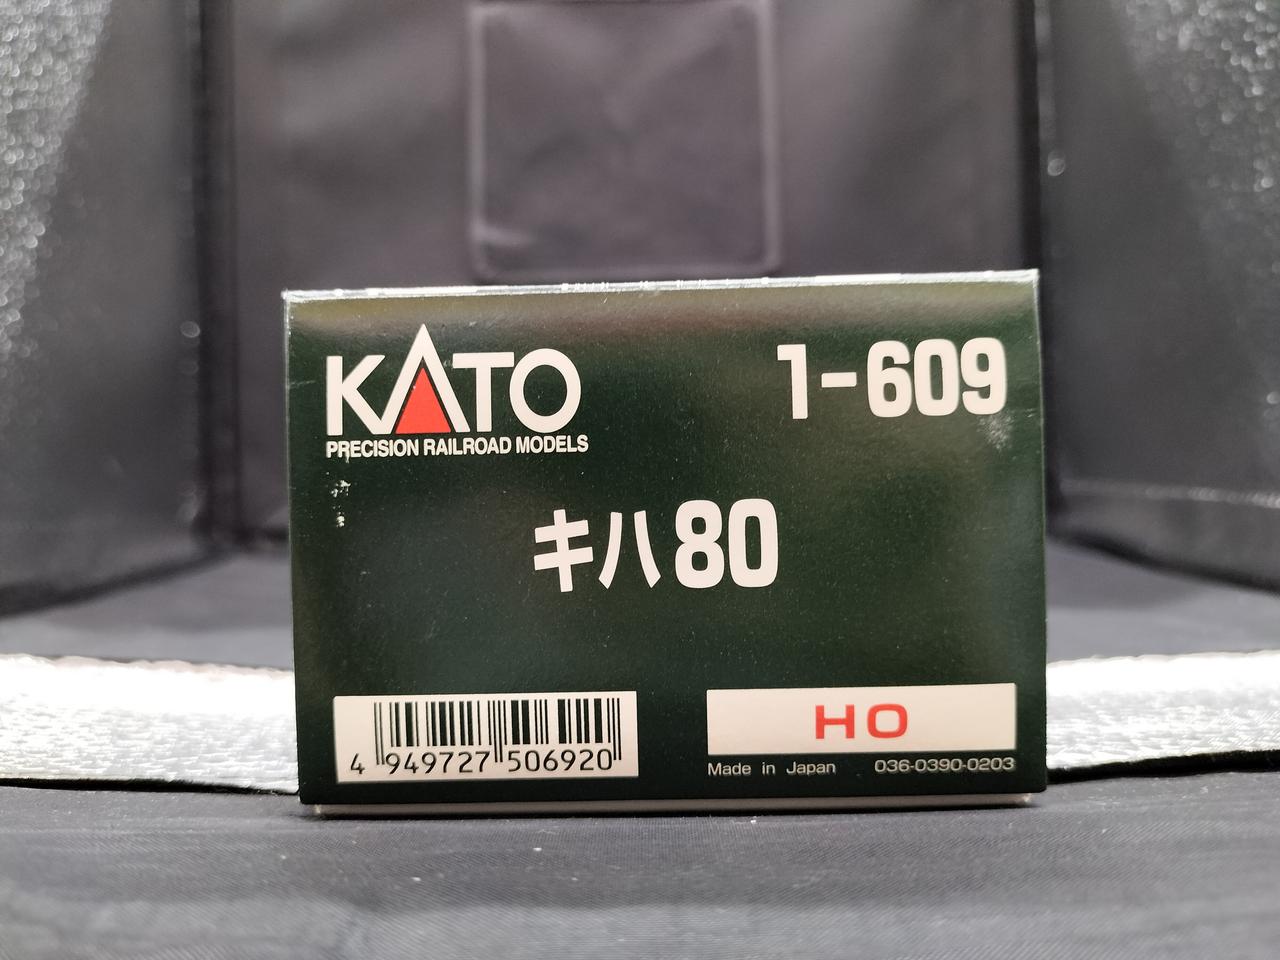 KATO
PRECISION RAILROAD MODELS
1-609
キハ80
4 949727 506920
HO
Made in Japan 036-0390-0203